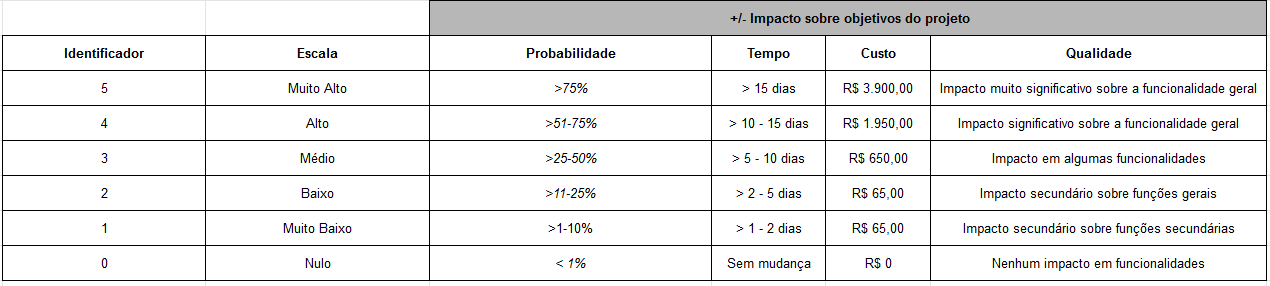 +/- Impacto sobre objetivos do projeto
Identificador Escala Probabilidade Tempo Custo Qualidade
5 Muito Alto >75% > 15 dias R$ 3.900,00 Impacto muito significativo sobre a funcionalidade geral
4 Alto >51-75% > 10 - 15 dias R$ 1.950,00 Impacto significativo sobre a funcionalidade geral
3 Médio >25-50% > 5 - 10 dias R$ 650,00 Impacto em algumas funcionalidades
2 Baixo >11-25% > 2 - 5 dias R$ 65,00 Impacto secundário sobre funções gerais
1 Muito Baixo >1-10% > 1 - 2 dias R$ 65,00 Impacto secundário sobre funções secundárias
0 Nulo < 1% Sem mudança R$ 0 Nenhum impacto em funcionalidades